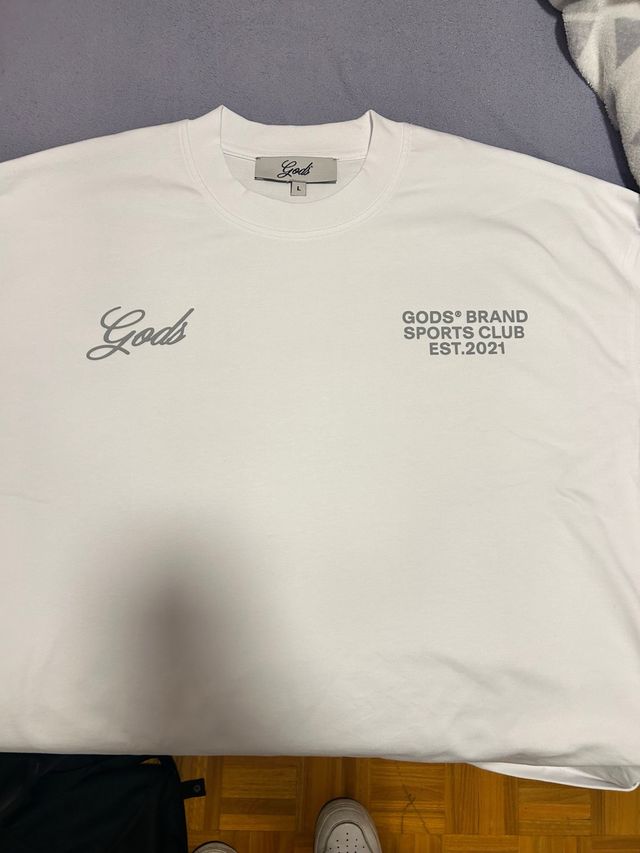 Gods
L
Gods
GODS® BRAND
SPORTS CLUB
EST.2021